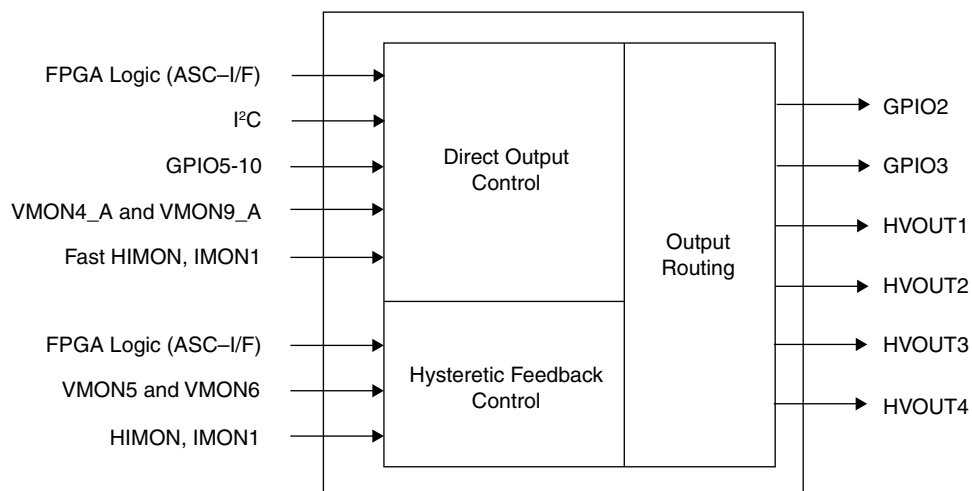 FPGA Logic (ASC–I/F)
I²C
GPIO5-10
VMON4_A and VMON9_A
Fast HIMON, IMON1
FPGA Logic (ASC–I/F)
VMON5 and VMON6
HIMON, IMON1
Direct Output
Control
Hysteretic Feedback
Control
Output
Routing
GPIO2
GPIO3
HVOUT1
HVOUT2
HVOUT3
HVOUT4